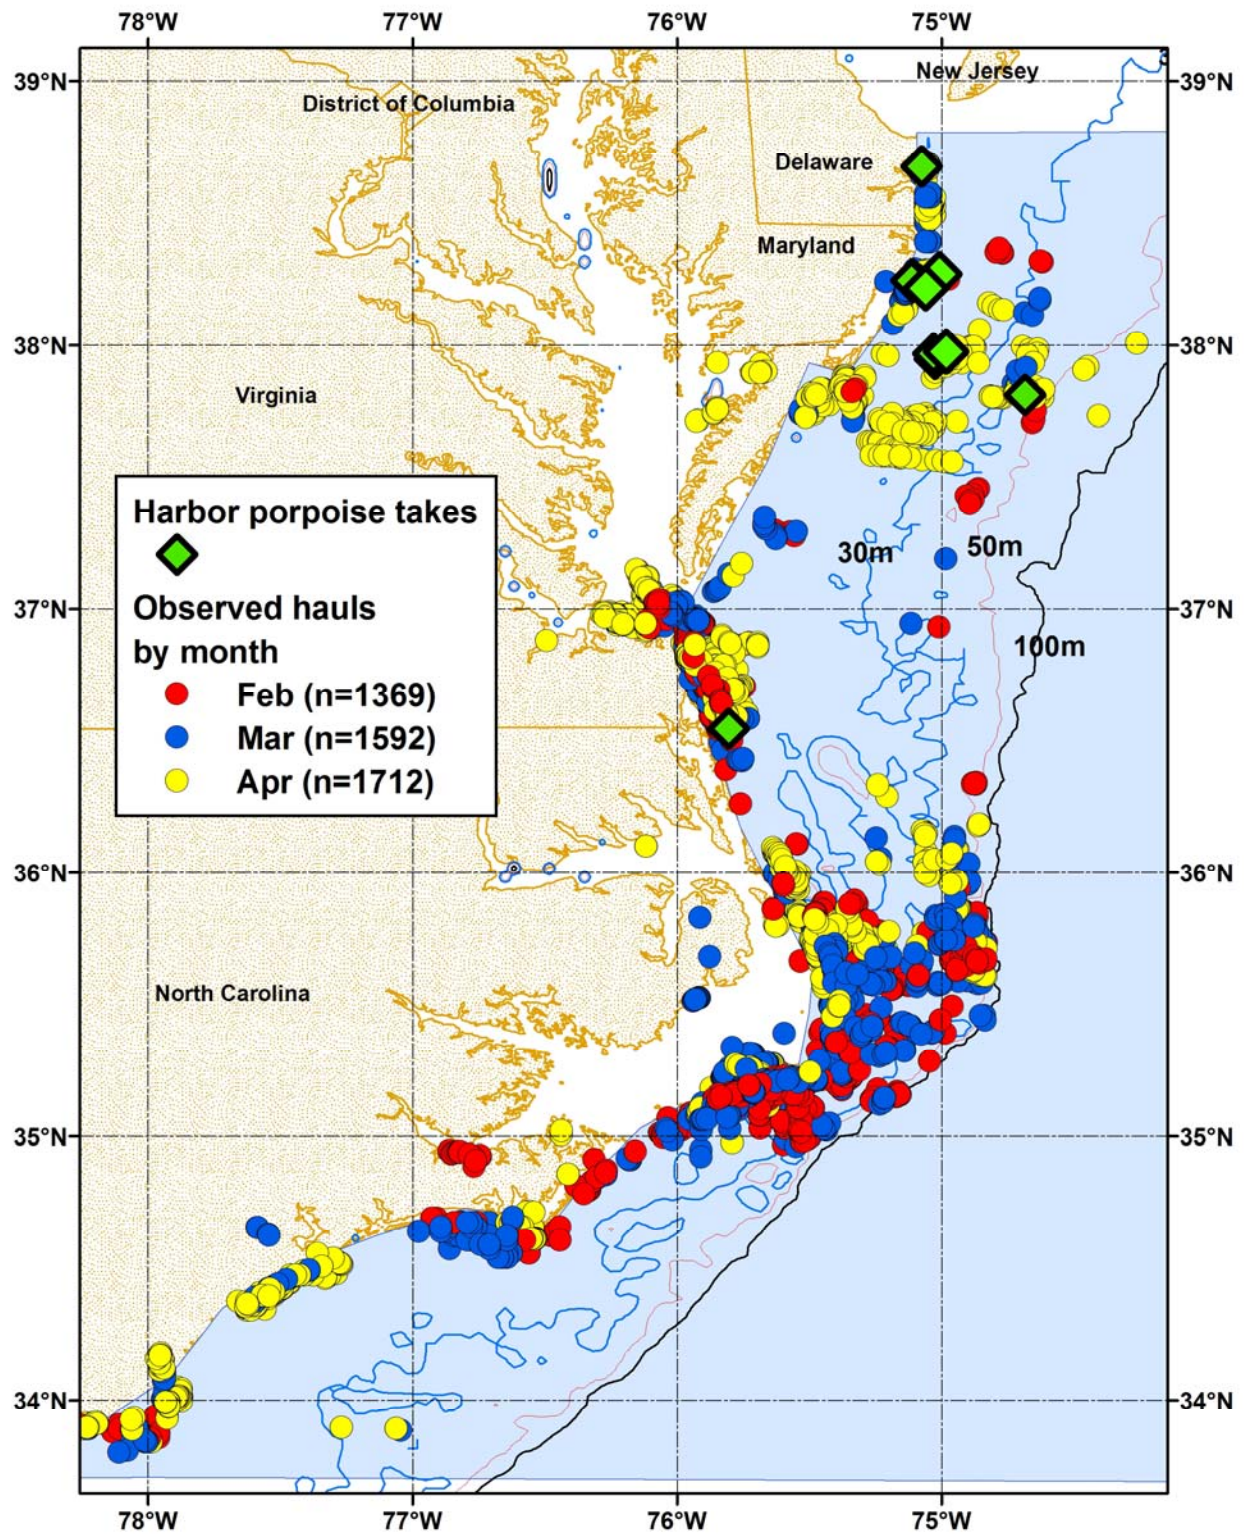 78°W 77°W 76°W 75°W
39°N 39°N
New Jersey
District of Columbia
Delaware
Maryland
38°N 38°N
Virginia
Harbor porpoise takes
30m
50m
37°N
Observed hauls
by month
100m
Feb (n=1369)
Mar (n=1592)
Apr (n=1712)
36°N 36°N
North Carolina
35°N 35°N
34°N 34°N
78°W 77°W 76°W 75°W